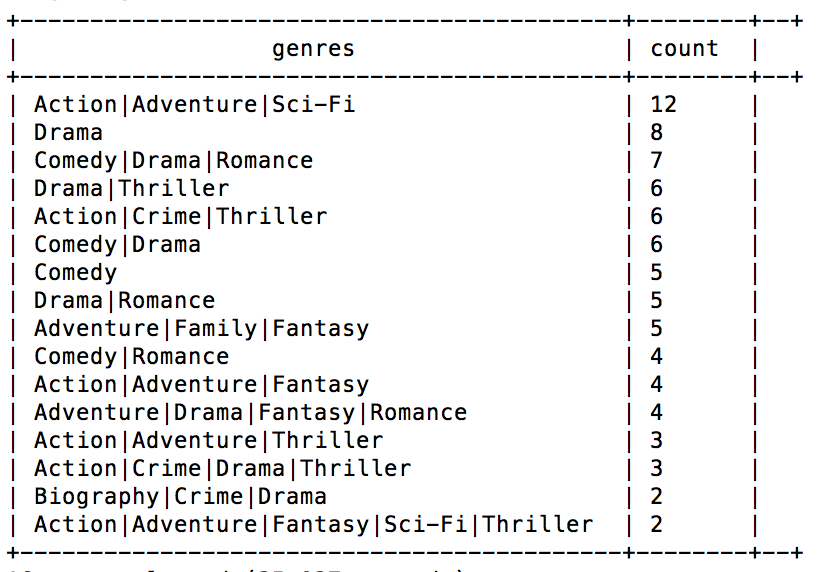 +-------------------------------------------+--------+--+
| genres | count |
+-------------------------------------------+--------+--+
| Action|Adventure|Sci-Fi | 12 |
| Drama | 8 |
| Comedy|Drama|Romance | 7 |
| Drama|Thriller | 6 |
| Action|Crime|Thriller | 6 |
| Comedy|Drama | 6 |
| Comedy | 5 |
| Drama|Romance | 5 |
| Adventure|Family|Fantasy | 5 |
| Comedy|Romance | 4 |
| Action|Adventure|Fantasy | 4 |
| Adventure|Drama|Fantasy|Romance | 4 |
| Action|Adventure|Thriller | 3 |
| Action|Crime|Drama|Thriller | 3 |
| Biography|Crime|Drama | 2 |
| Action|Adventure|Fantasy|Sci-Fi|Thriller | 2 |
+-------------------------------------------+--------+--+